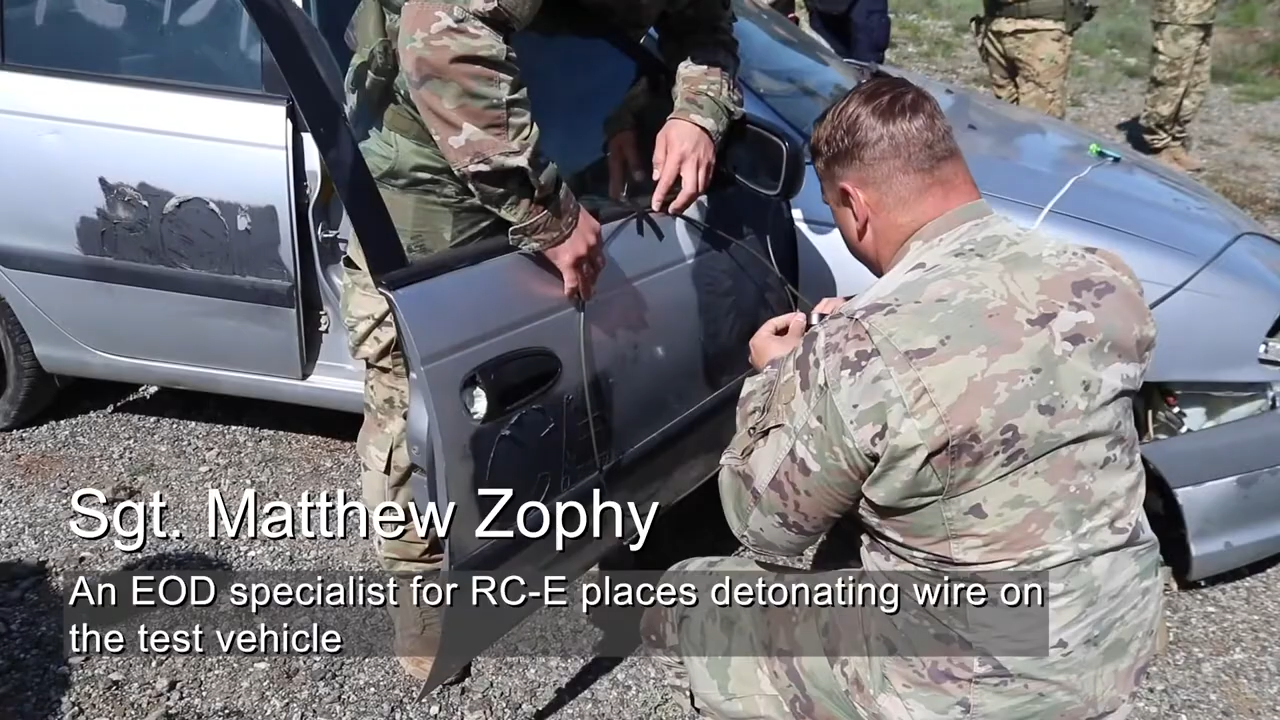 Sgt. Matthew Zophy
An EOD specialist for RC-E places detonating wire on
the test vehicle